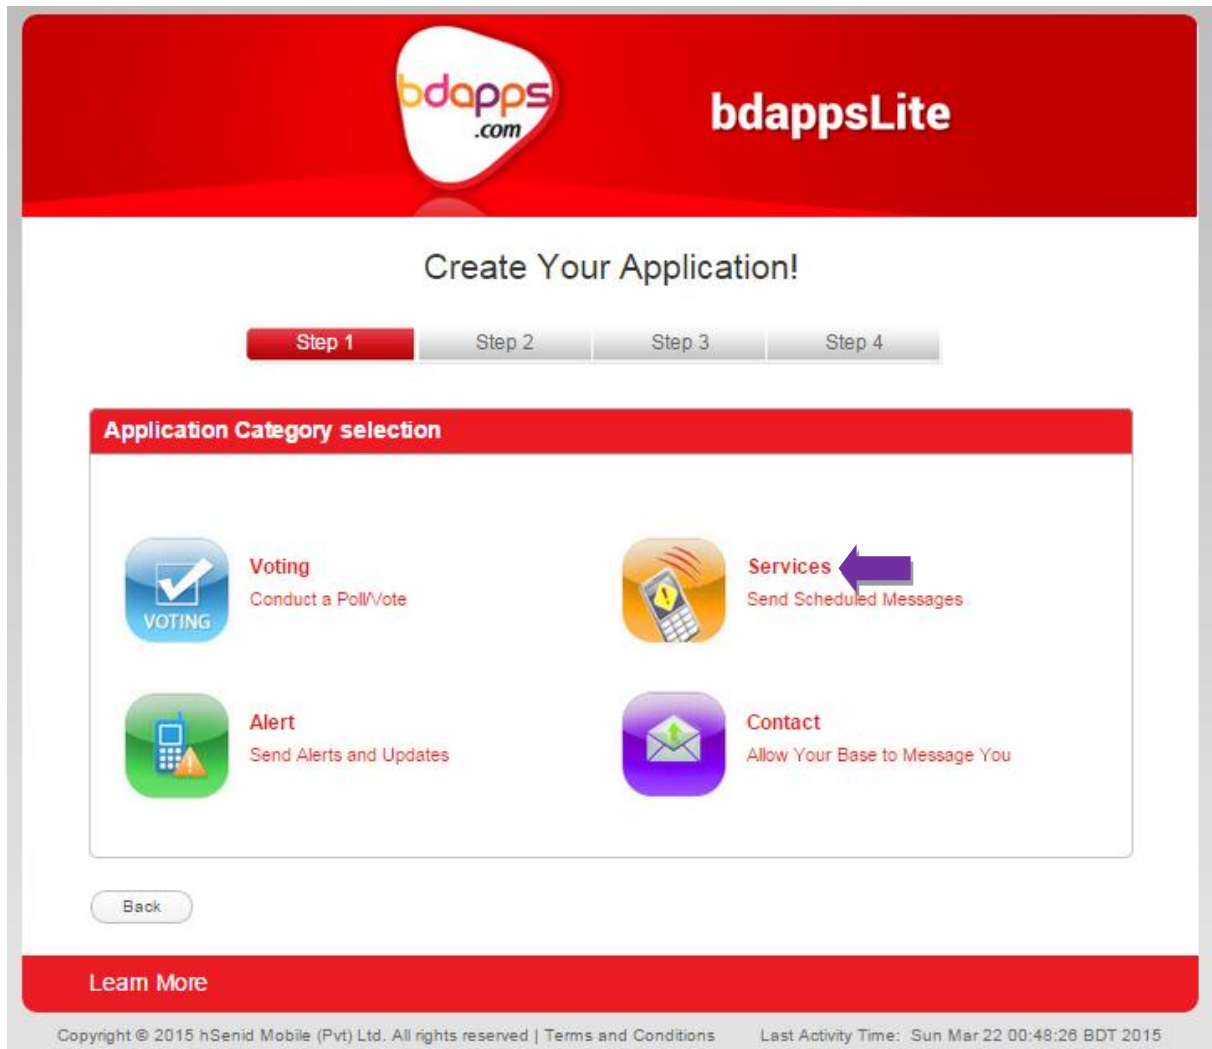 bdapps
.com
bdappsLite
Create Your Application!
Step 1 Step 2 Step 3 Step 4
Application Category selection
VOTING
Voting
Conduct a Poll/Vote
Services
Send Scheduled Messages
Alert
Send Alerts and Updates
Contact
Allow Your Base to Message You
Back
Learn More
Copyright © 2015 hSenid Mobile (Pvt) Ltd. All rights reserved | Terms and Conditions Last Activity Time: Sun Mar 22 00:48:26 BDT 2015